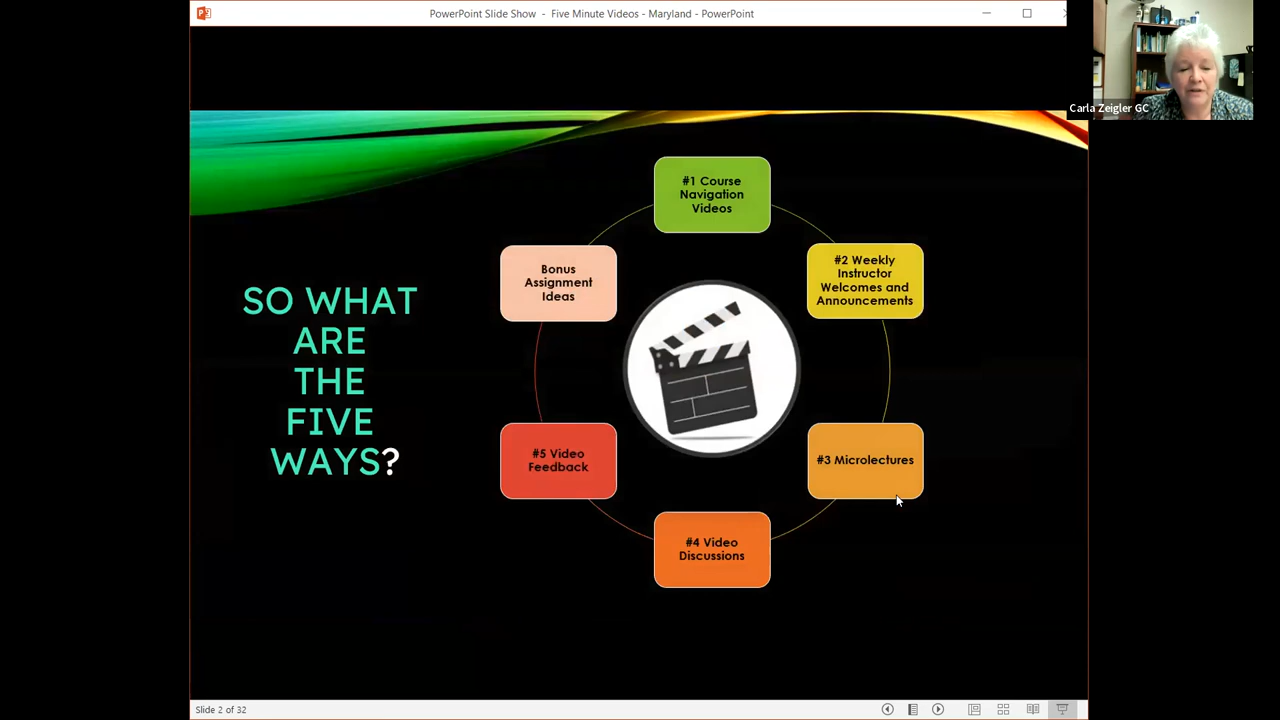 PowerPoint Slide Show - Five Minute Videos - Maryland - PowerPoint
Carla Zeigler GC
SO WHAT
ARE
THE
FIVE
WAYS?
#1 Course
Navigation
Videos
#2 Weekly
Instructor
Welcomes and
Announcements
#3 Microlectures
#4 Video
Discussions
#5 Video
Feedback
Bonus
Assignment
Ideas
Slide 2 of 32